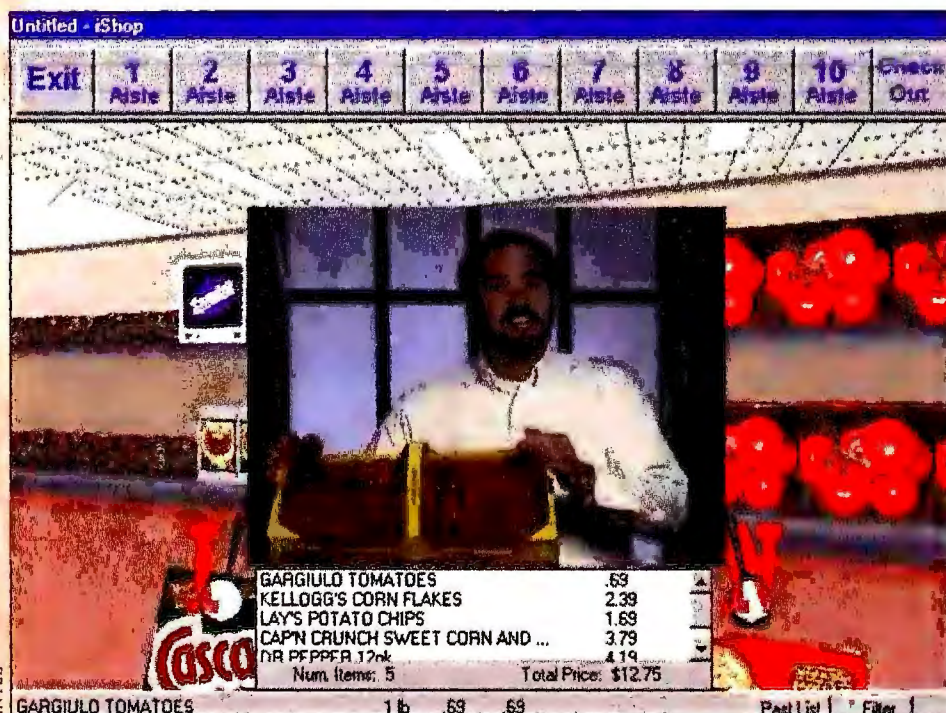 Untitled - iShop
Exit 1 Aisle 2 Aisle 3 Aisle 4 Aisle 5 Aisle 6 Aisle 7 Aisle 8 Aisle 9 Aisle 10 Aisle Check Out
GARGIULO TOMATOES .69
KELLOGG'S CORN FLAKES 2.39
LAY'S POTATO CHIPS 1.69
CAP'N CRUNCH SWEET CORN AND ... 3.79
DR PEPPER 12pk 4.19
Casca
Num. Items: 5 Total Price: $12.75
GARGIULO TOMATOES 1 lb .69 .69 Past List Filter